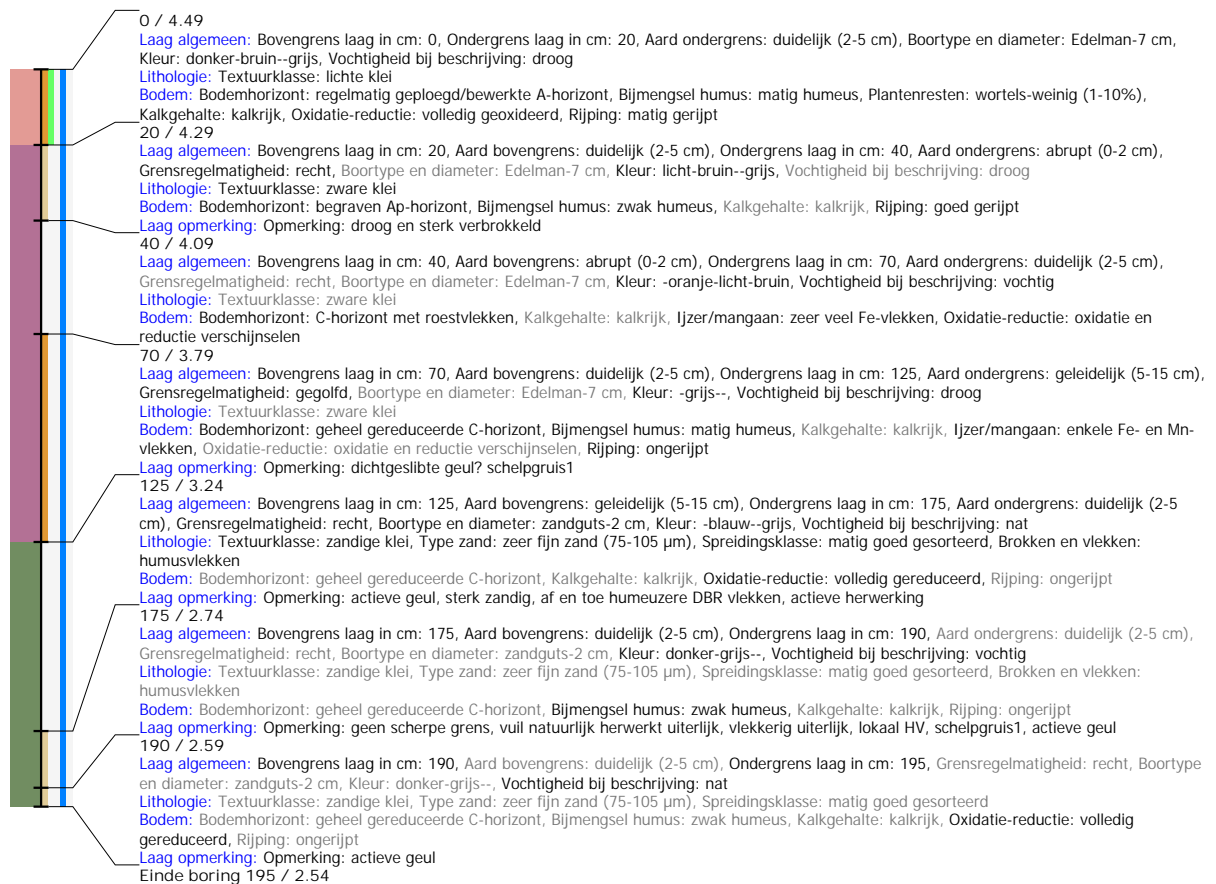 0 / 4.49
Laag algemeen: Bovengrens laag in cm: 0, Ondergrens laag in cm: 20, Aard ondergrens: duidelijk (2-5 cm), Boortype en diameter: Edelman-7 cm,
Kleur: donker-bruin--grijs, Vochtigheid bij beschrijving: droog
Lithologie: Textuurklasse: lichte klei
Bodem: Bodemhorizont: regelmatig geploegd/bewerkte A-horizont, Bijmengsel humus: matig humeus, Plantenresten: wortels-weinig (1-10%),
Kalkgehalte: kalkrijk, Oxidatie-reductie: volledig geoxideerd, Rijping: matig gerijpt
20 / 4.29
Laag algemeen: Bovengrens laag in cm: 20, Aard bovengrens: duidelijk (2-5 cm), Ondergrens laag in cm: 40, Aard ondergrens: abrupt (0-2 cm),
Grensregelmatigheid: recht, Boortype en diameter: Edelman-7 cm, Kleur: licht-bruin--grijs, Vochtigheid bij beschrijving: droog
Lithologie: Textuurklasse: zware klei
Bodem: Bodemhorizont: begraven Ap-horizont, Bijmengsel humus: zwak humeus, Kalkgehalte: kalkrijk, Rijping: goed gerijpt
Laag opmerking: Opmerking: droog en sterk verbrokkeld
40 / 4.09
Laag algemeen: Bovengrens laag in cm: 40, Aard bovengrens: abrupt (0-2 cm), Ondergrens laag in cm: 70, Aard ondergrens: duidelijk (2-5 cm),
Grensregelmatigheid: recht, Boortype en diameter: Edelman-7 cm, Kleur: -oranje-licht-bruin, Vochtigheid bij beschrijving: vochtig
Lithologie: Textuurklasse: zware klei
Bodem: Bodemhorizont: C-horizont met roestvlekken, Kalkgehalte: kalkrijk, Ijzer/mangaan: zeer veel Fe-vlekken, Oxidatie-reductie: oxidatie en
reductie verschijnselen
70 / 3.79
Laag algemeen: Bovengrens laag in cm: 70, Aard bovengrens: duidelijk (2-5 cm), Ondergrens laag in cm: 125, Aard ondergrens: geleidelijk (5-15 cm),
Grensregelmatigheid: gegolfd, Boortype en diameter: Edelman-7 cm, Kleur: -grijs--, Vochtigheid bij beschrijving: droog
Lithologie: Textuurklasse: zware klei
Bodem: Bodemhorizont: geheel gereduceerde C-horizont, Bijmengsel humus: matig humeus, Kalkgehalte: kalkrijk, Ijzer/mangaan: enkele Fe- en Mn-
vlekken, Oxidatie-reductie: oxidatie en reductie verschijnselen, Rijping: ongerijpt
Laag opmerking: Opmerking: dichtgeslibte geul? schelpgruis1
125 / 3.24
Laag algemeen: Bovengrens laag in cm: 125, Aard bovengrens: geleidelijk (5-15 cm), Ondergrens laag in cm: 175, Aard ondergrens: duidelijk (2-5
cm), Grensregelmatigheid: recht, Boortype en diameter: zandguts-2 cm, Kleur: -blauw--grijs, Vochtigheid bij beschrijving: nat
Lithologie: Textuurklasse: zandige klei, Type zand: zeer fijn zand (75-105 µm), Spreidingsklasse: matig goed gesorteerd, Brokken en vlekken:
humusvlekken
Bodem: Bodemhorizont: geheel gereduceerde C-horizont, Kalkgehalte: kalkrijk, Oxidatie-reductie: volledig gereduceerd, Rijping: ongerijpt
Laag opmerking: Opmerking: actieve geul, sterk zandig, af en toe humeuzere DBR vlekken, actieve herwerking
175 / 2.74
Laag algemeen: Bovengrens laag in cm: 175, Aard bovengrens: duidelijk (2-5 cm), Ondergrens laag in cm: 190, Aard ondergrens: duidelijk (2-5 cm),
Grensregelmatigheid: recht, Boortype en diameter: zandguts-2 cm, Kleur: donker-grijs--, Vochtigheid bij beschrijving: vochtig
Lithologie: Textuurklasse: zandige klei, Type zand: zeer fijn zand (75-105 µm), Spreidingsklasse: matig goed gesorteerd, Brokken en vlekken:
humusvlekken
Bodem: Bodemhorizont: geheel gereduceerde C-horizont, Bijmengsel humus: zwak humeus, Kalkgehalte: kalkrijk, Rijping: ongerijpt
Laag opmerking: Opmerking: geen scherpe grens, vuil natuurlijk herwerkt uiterlijk, vlekkerig uiterlijk, lokaal HV, schelpgruis1, actieve geul
190 / 2.59
Laag algemeen: Bovengrens laag in cm: 190, Aard bovengrens: duidelijk (2-5 cm), Ondergrens laag in cm: 195, Grensregelmatigheid: recht, Boortype
en diameter: zandguts-2 cm, Kleur: donker-grijs--, Vochtigheid bij beschrijving: nat
Lithologie: Textuurklasse: zandige klei, Type zand: zeer fijn zand (75-105 µm), Spreidingsklasse: matig goed gesorteerd
Bodem: Bodemhorizont: geheel gereduceerde C-horizont, Bijmengsel humus: zwak humeus, Kalkgehalte: kalkrijk, Oxidatie-reductie: volledig
gereduceerd, Rijping: ongerijpt
Laag opmerking: Opmerking: actieve geul
Einde boring 195 / 2.54